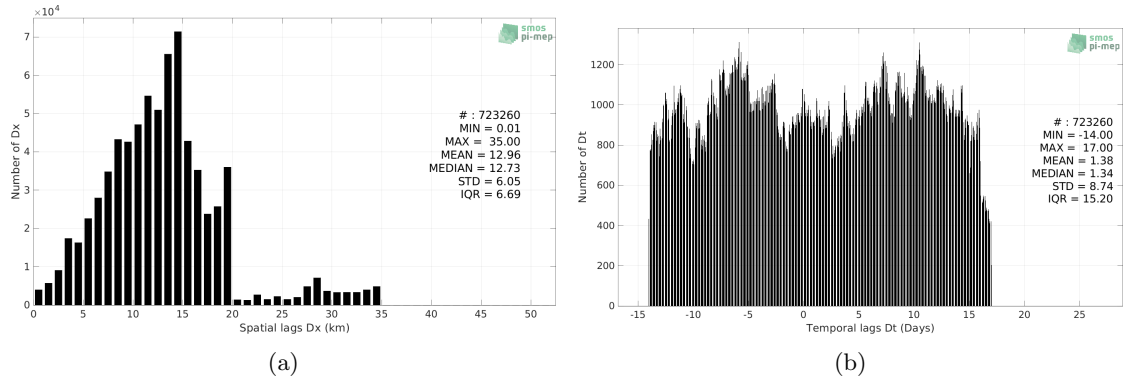 ×10⁴
7
6
5
4
3
2
1
0
Number of Dx
0 5 10 15 20 25 30 35 40 45 50
Spatial lags Dx (km)
smos
pi-mep
# : 723260
MIN = 0.01
MAX = 35.00
MEAN = 12.96
MEDIAN = 12.73
STD = 6.05
IQR = 6.69
(a)
1200
1000
800
600
400
200
0
Number of Dt
-15 -10 -5 0 5 10 15 20 25
Temporal lags Dt (Days)
smos
pi-mep
# : 723260
MIN = -14.00
MAX = 17.00
MEAN = 1.38
MEDIAN = 1.34
STD = 8.74
IQR = 15.20
(b)